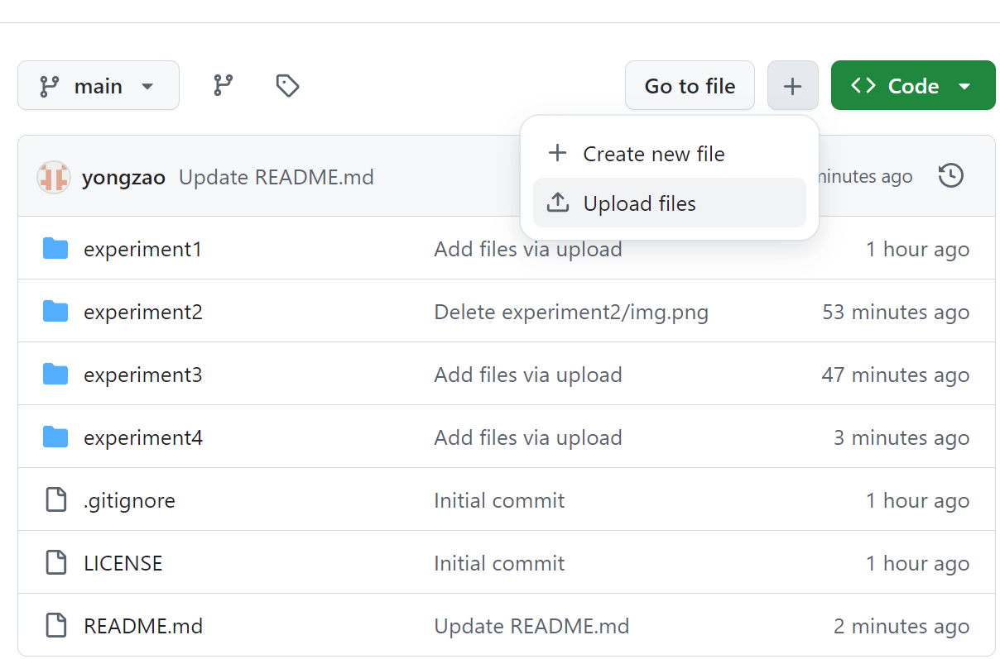 main Go to file Code
Create new file
yongzao Update README.md minutes ago
Upload files
experiment1 Add files via upload 1 hour ago
experiment2 Delete experiment2/img.png 53 minutes ago
experiment3 Add files via upload 47 minutes ago
experiment4 Add files via upload 3 minutes ago
.gitignore Initial commit 1 hour ago
LICENSE Initial commit 1 hour ago
README.md Update README.md 2 minutes ago